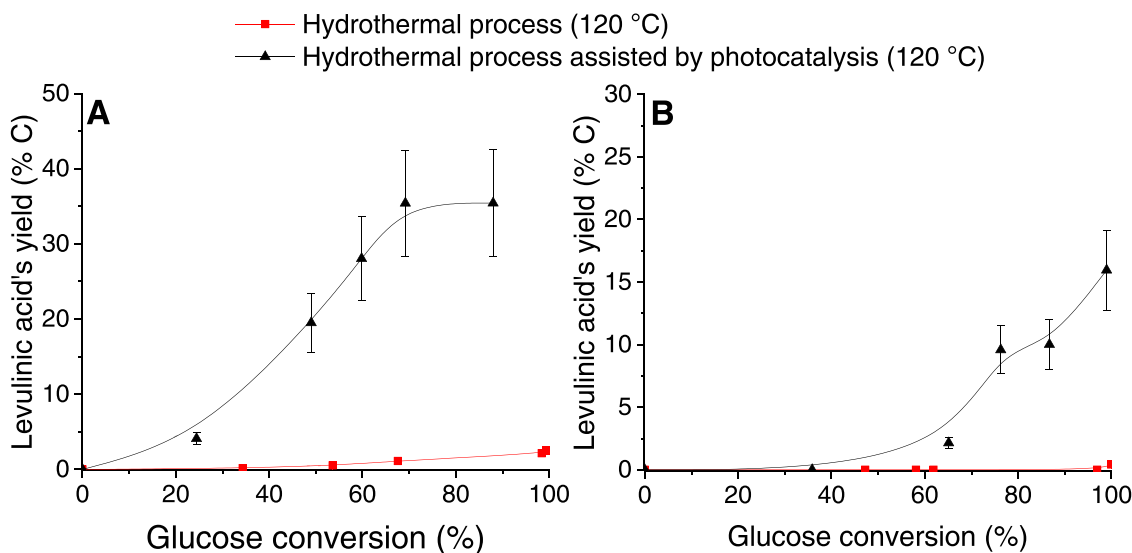 Hydrothermal process (120 °C)
Hydrothermal process assisted by photocatalysis (120 °C)
A
Levulinic acid's yield (% C)
50
40
30
20
10
0
0 20 40 60 80 100
Glucose conversion (%)
B
Levulinic acid's yield (% C)
30
25
20
15
10
5
0
0 20 40 60 80 100
Glucose conversion (%)